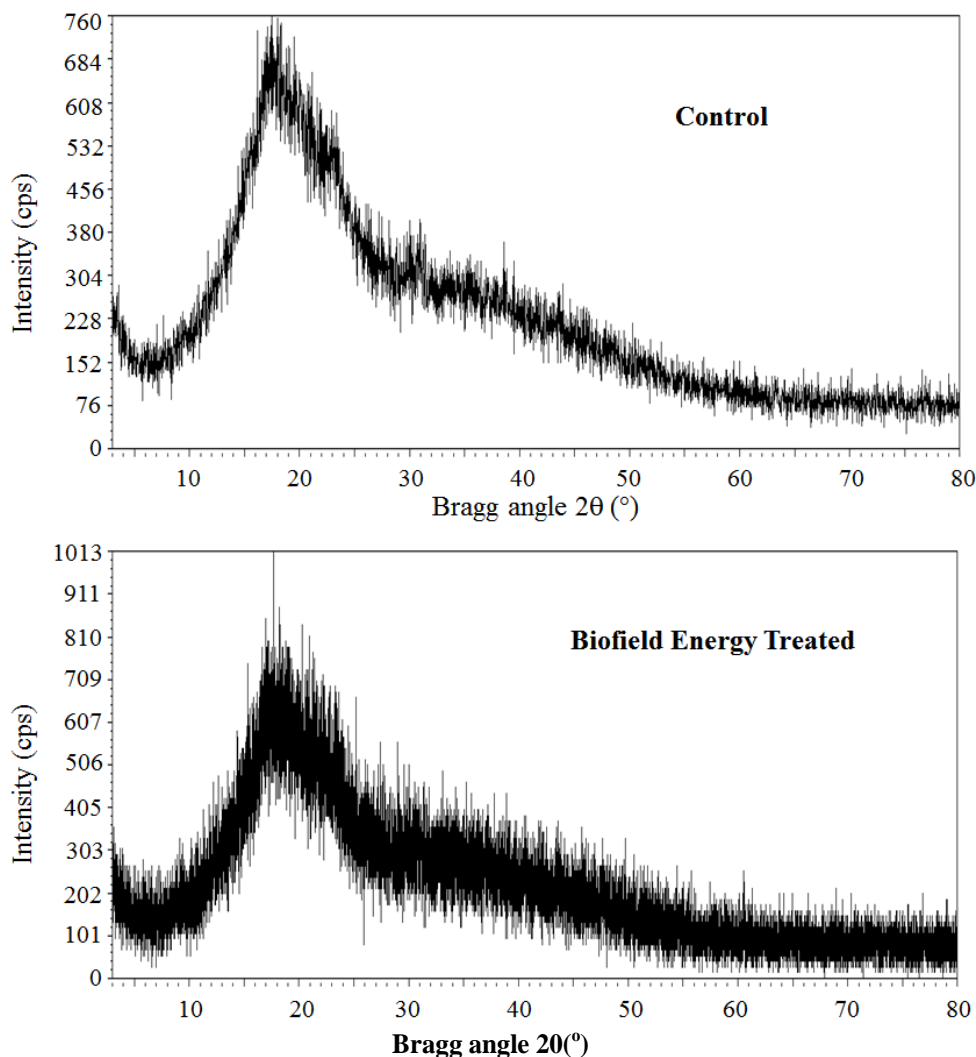 760
684
608
532
456
380
304
228
152
76
0
Intensity (cps)
Control
10 20 30 40 50 60 70 80
Bragg angle 2θ (°)
1013
911
810
709
607
506
405
303
202
101
0
Intensity (cps)
Biofield Energy Treated
10 20 30 40 50 60 70 80
Bragg angle 2θ(°)